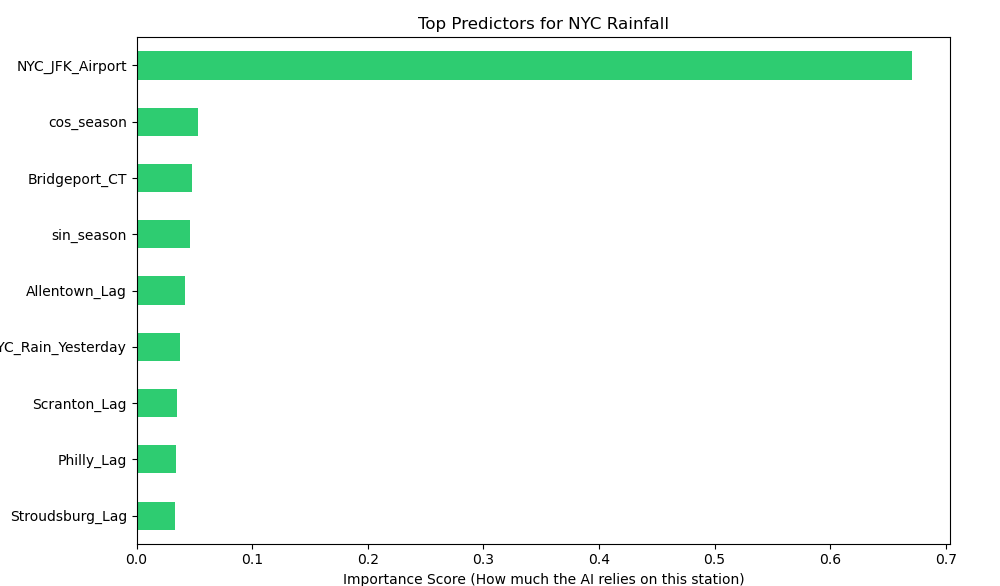 Top Predictors for NYC Rainfall
NYC_JFK_Airport
cos_season
Bridgeport_CT
sin_season
Allentown_Lag
YC_Rain_Yesterday
Scranton_Lag
Philly_Lag
Stroudsburg_Lag
0.0 0.1 0.2 0.3 0.4 0.5 0.6 0.7
Importance Score (How much the AI relies on this station)